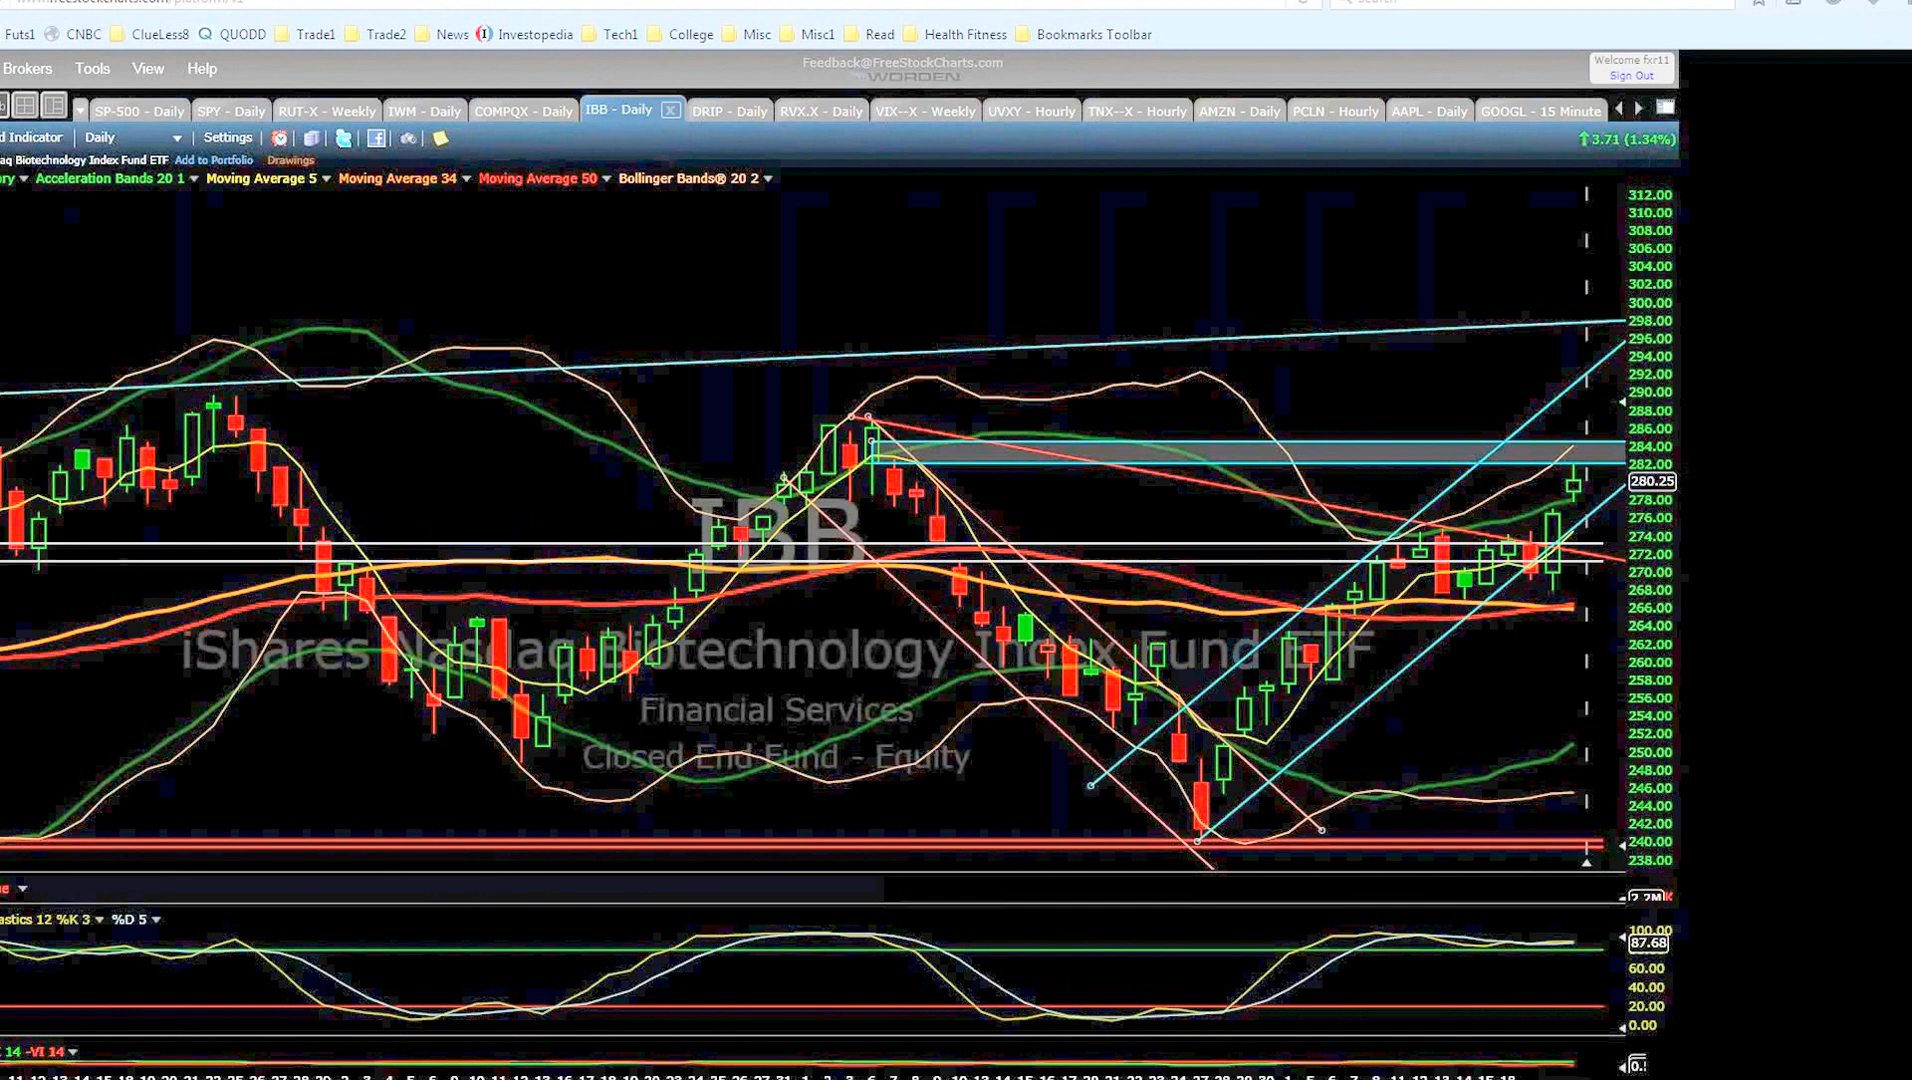 Search
Futs1 CNBC ClueLess8 QUODD Trade1 Trade2 News Investopedia Tech1 College Misc Misc1 Read Health Fitness Bookmarks Toolbar
Brokers Tools View Help
Feedback@FreeStockCharts.com
WORDEN
Welcome fxr11
Sign Out
SP-500 - Daily SPY - Daily RUT-X - Weekly IWM - Daily COMPQX - Daily IBB - Daily DRIP - Daily RVX.X - Daily VIX--X - Weekly UVXY - Hourly TNX--X - Hourly AMZN - Daily PCLN - Hourly AAPL - Daily GOOGL - 15 Minute
d Indicator Daily Settings
3.71 (1.34%)
aq Biotechnology Index Fund ETF Add to Portfolio Drawings
ry Acceleration Bands 20 1 Moving Average 5 Moving Average 34 Moving Average 50 Bollinger Bands® 20 2
312.00
310.00
308.00
306.00
304.00
302.00
300.00
298.00
296.00
294.00
292.00
290.00
288.00
286.00
284.00
282.00
280.25
278.00
276.00
274.00
272.00
270.00
268.00
266.00
264.00
262.00
260.00
258.00
256.00
254.00
252.00
250.00
248.00
246.00
244.00
242.00
240.00
238.00
IBB
iShares Nasdaq Biotechnology Index Fund ETF
Financial Services
Closed End Fund - Equity
2.2M
astics 12 %K 3 %D 5
100.00
87.68
60.00
40.00
20.00
0.00
14 -VI 14